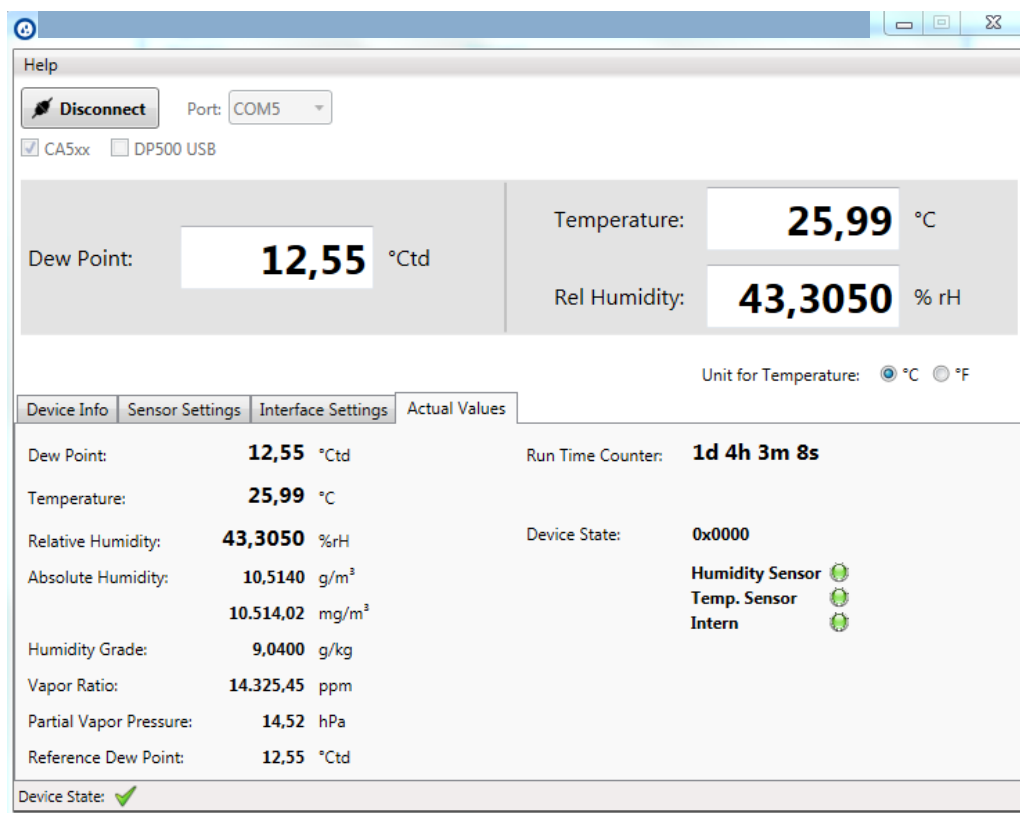 Help
Disconnect Port: COM5
CA5xx DP500 USB
Dew Point: 12,55 °Ctd
Temperature: 25,99 °C
Rel Humidity: 43,3050 % rH
Unit for Temperature: °C °F
Device Info Sensor Settings Interface Settings Actual Values
Dew Point: 12,55 °Ctd
Temperature: 25,99 °C
Relative Humidity: 43,3050 %rH
Absolute Humidity: 10,5140 g/m³
10.514,02 mg/m³
Humidity Grade: 9,0400 g/kg
Vapor Ratio: 14.325,45 ppm
Partial Vapor Pressure: 14,52 hPa
Reference Dew Point: 12,55 °Ctd
Run Time Counter: 1d 4h 3m 8s
Device State: 0x0000
Humidity Sensor
Temp. Sensor
Intern
Device State: